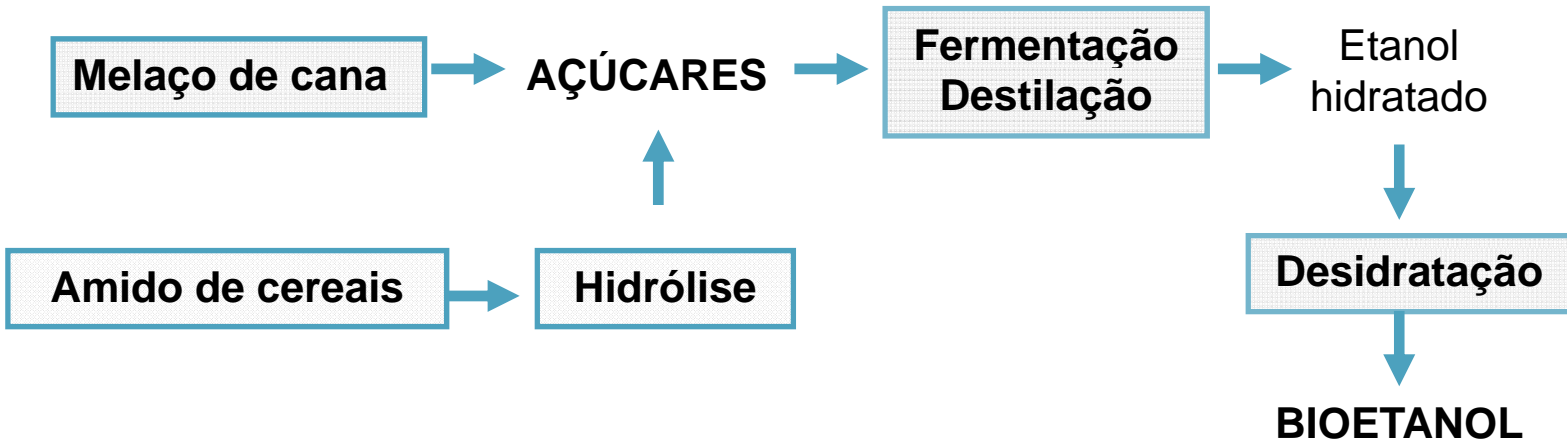 Melaço de cana
AÇÚCARES
Fermentação
Destilação
Etanol
hidratado
Amido de cereais
Hidrólise
Desidratação
BIOETANOL